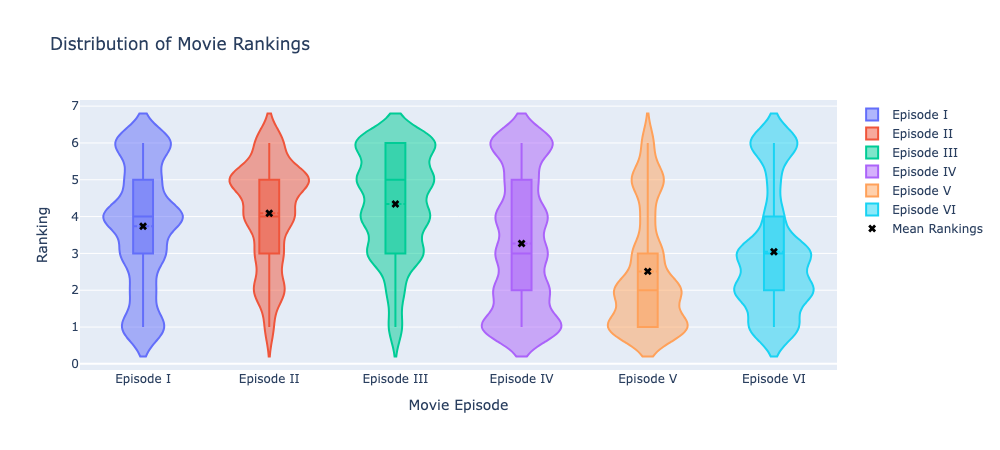 Distribution of Movie Rankings
7
6
5
4
3
2
1
0
Ranking
Episode I
Episode II
Episode III
Episode IV
Episode V
Episode VI
Movie Episode
Episode I
Episode II
Episode III
Episode IV
Episode V
Episode VI
Mean Rankings